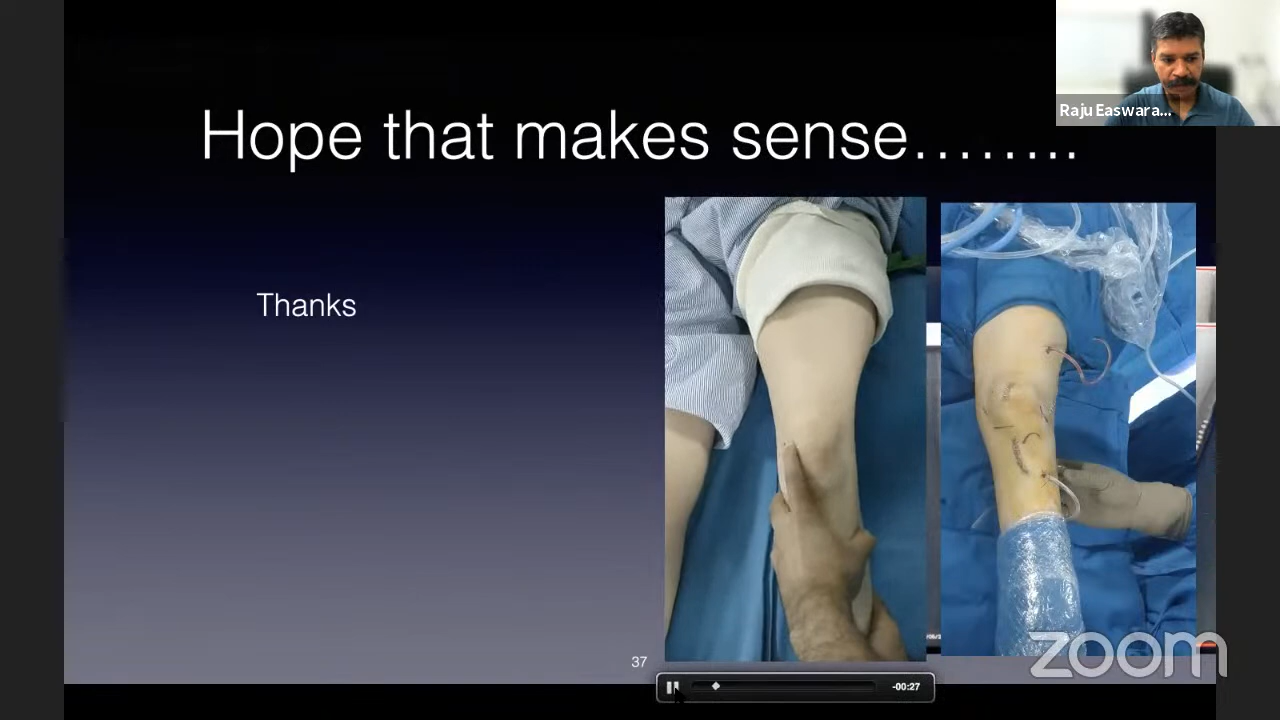 Raju Easwara...
Hope that makes sense........
Thanks
37
-00:27
zoom